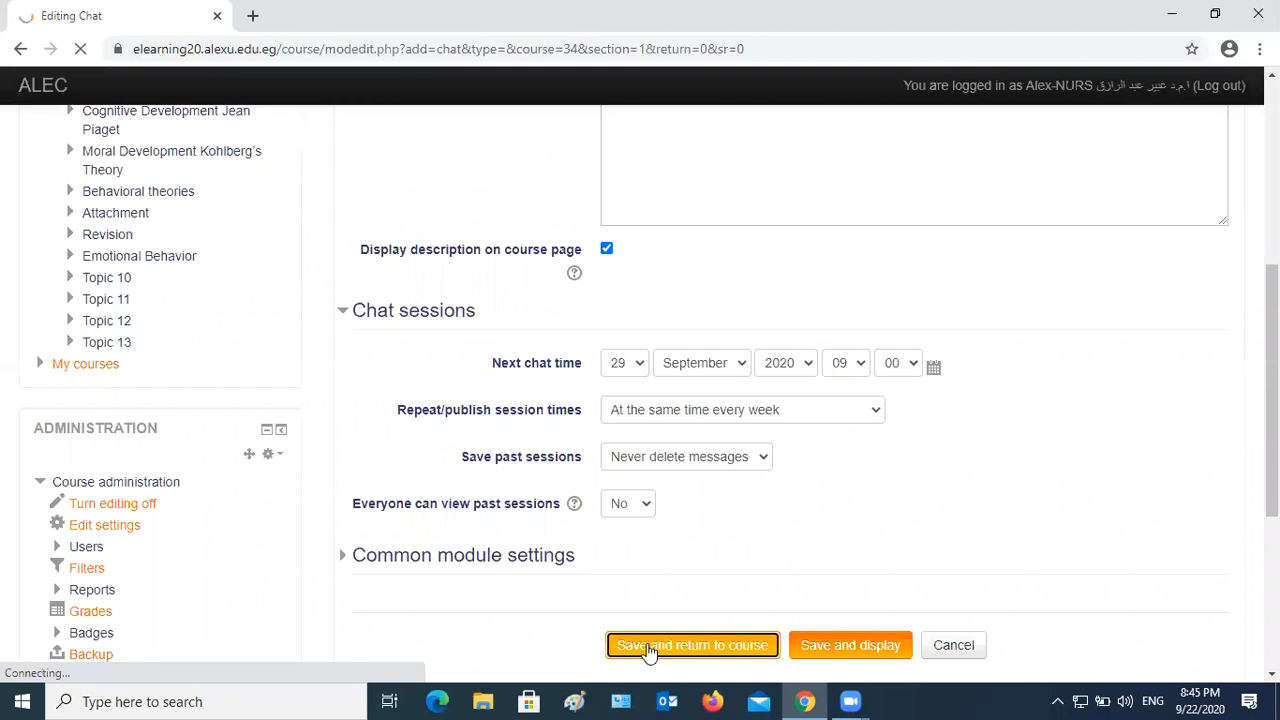 Editing Chat
elearning20.alexu.edu.eg/course/modedit.php?add=chat&type=&course=34&section=1&return=0&sr=0
ALEC
You are logged in as Alex-NURS ا.م.د عبير عبد الرازق (Log out)
Cognitive Development Jean
Piaget
Moral Development Kohlberg's
Theory
Behavioral theories
Attachment
Revision
Emotional Behavior
Topic 10
Topic 11
Topic 12
Topic 13
My courses
ADMINISTRATION
Course administration
Turn editing off
Edit settings
Users
Filters
Reports
Grades
Badges
Backup
Display description on course page
Chat sessions
Next chat time 29 September 2020 09 00
Repeat/publish session times At the same time every week
Save past sessions Never delete messages
Everyone can view past sessions No
Common module settings
Save and return to course Save and display Cancel
Connecting...
Type here to search
ENG
8:45 PM
9/22/2020